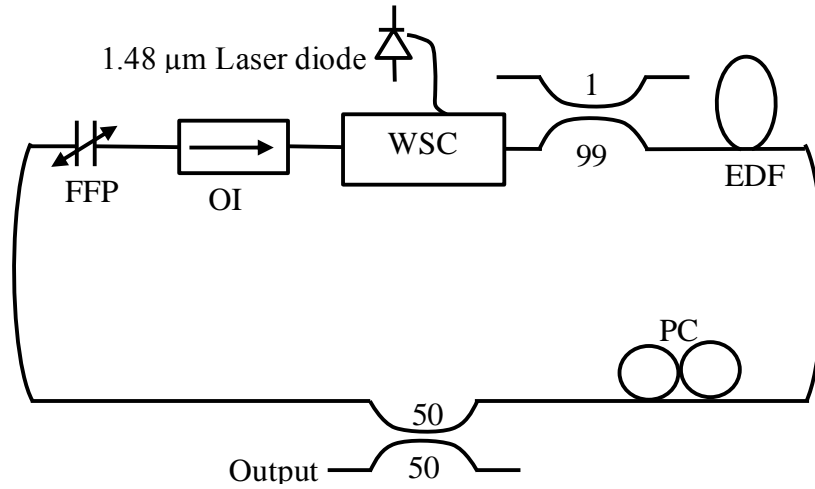 1.48 μm Laser diode
1
WSC
99
FFP
OI
EDF
PC
50
50
Output